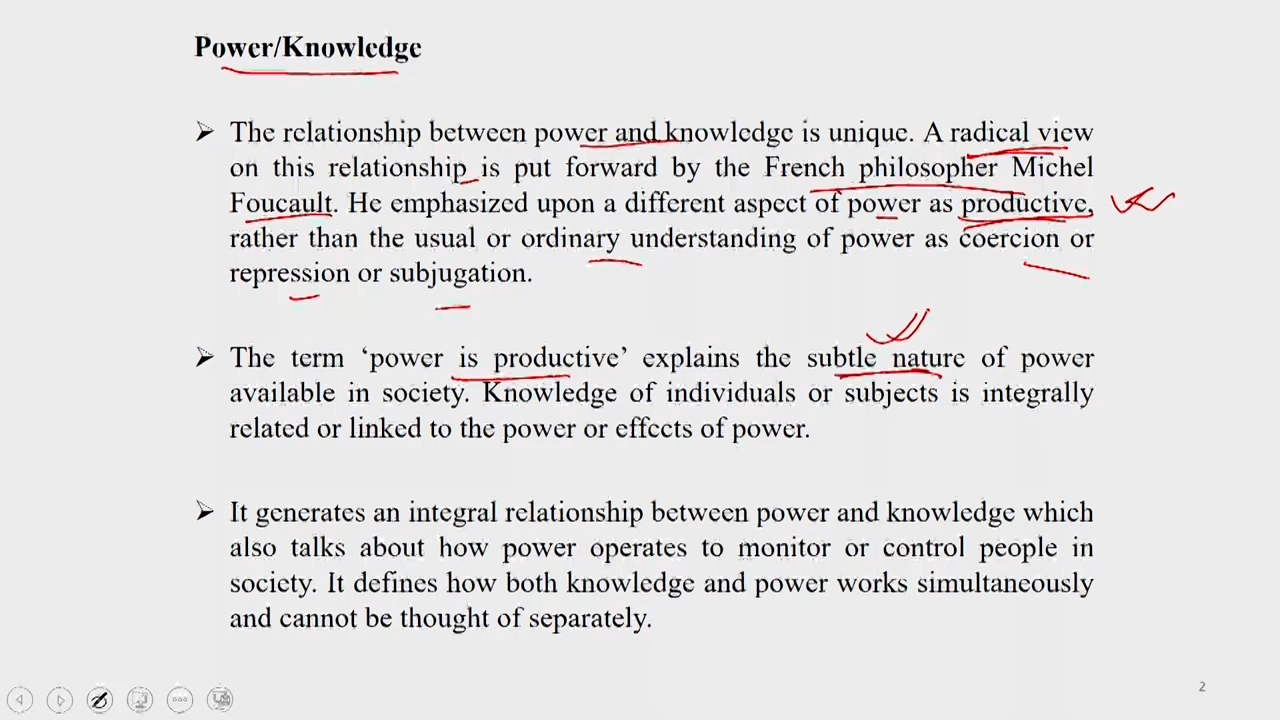 Power/Knowledge
➢ The relationship between power and knowledge is unique. A radical view
on this relationship is put forward by the French philosopher Michel
Foucault. He emphasized upon a different aspect of power as productive,
rather than the usual or ordinary understanding of power as coercion or
repression or subjugation.
➢ The term ‘power is productive’ explains the subtle nature of power
available in society. Knowledge of individuals or subjects is integrally
related or linked to the power or effects of power.
➢ It generates an integral relationship between power and knowledge which
also talks about how power operates to monitor or control people in
society. It defines how both knowledge and power works simultaneously
and cannot be thought of separately.
2